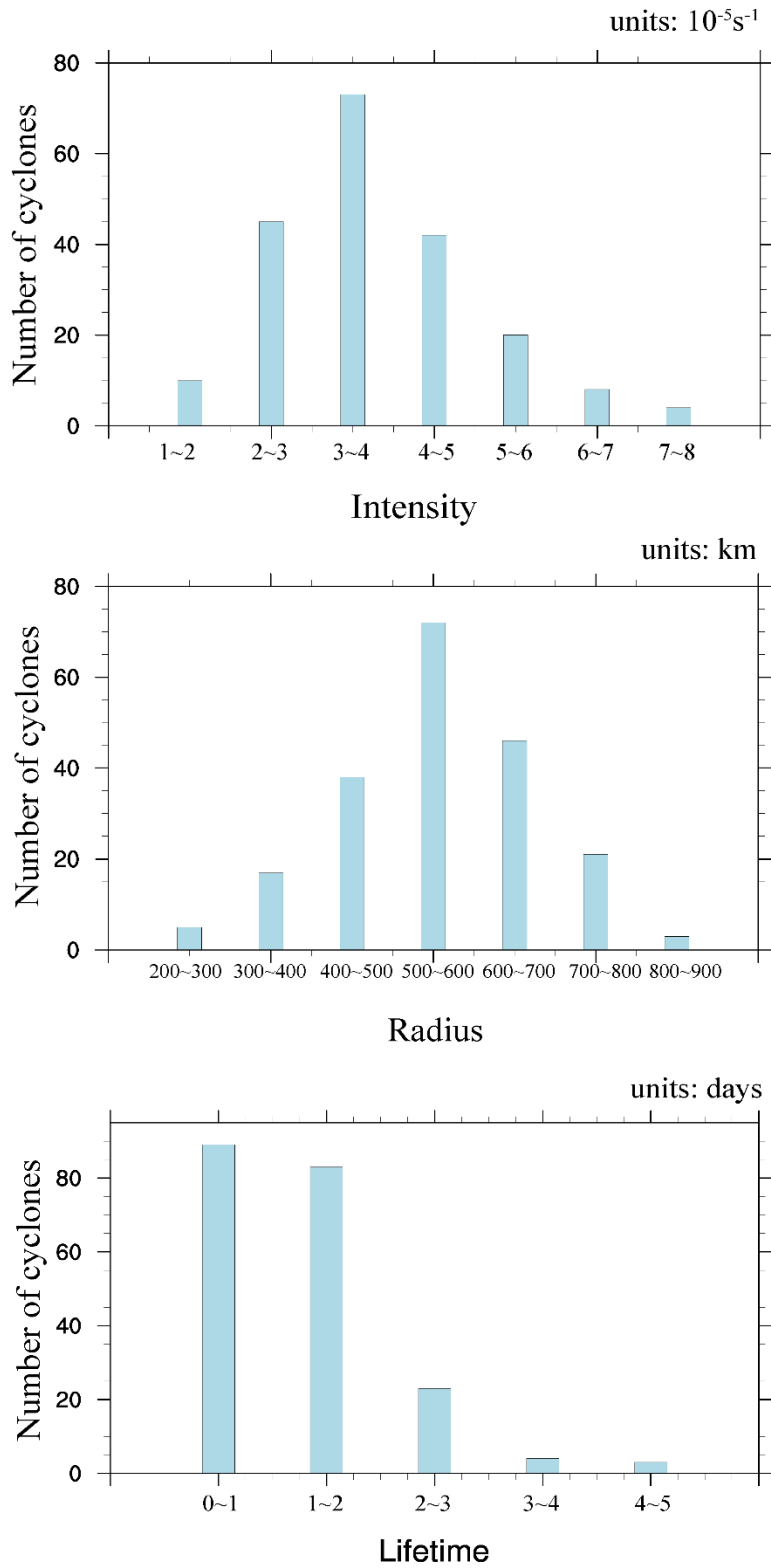 units: 10⁻⁵s⁻¹
Number of cyclones
80
60
40
20
0
1~2 2~3 3~4 4~5 5~6 6~7 7~8
Intensity
units: km
Number of cyclones
80
60
40
20
0
200~300 300~400 400~500 500~600 600~700 700~800 800~900
Radius
units: days
Number of cyclones
80
60
40
20
0
0~1 1~2 2~3 3~4 4~5
Lifetime